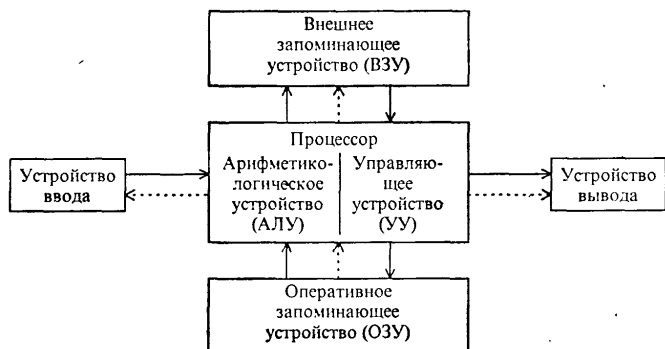 Внешнее
запоминающее
устройство (ВЗУ)
Процессор
Арифметико-
логическое
устройство
(АЛУ)
Управляю-
щее
устройство
(УУ)
Устройство
ввода
Устройство
вывода
Оперативное
запоминающее
устройство (ОЗУ)